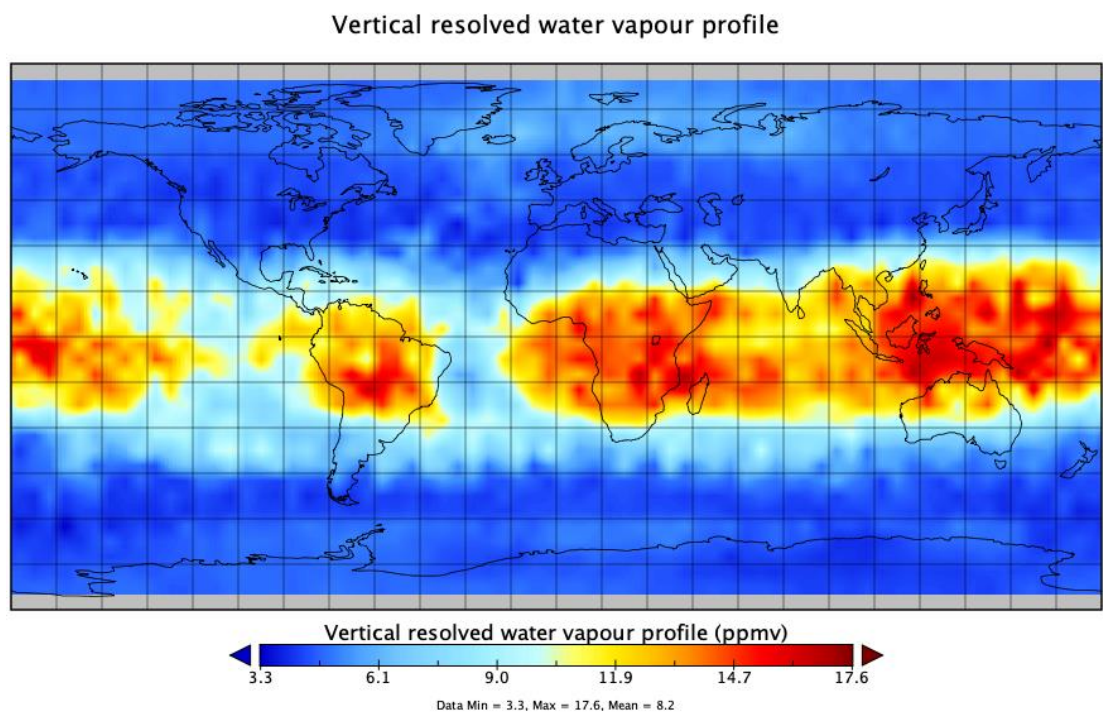 Vertical resolved water vapour profile
Vertical resolved water vapour profile (ppmv)
3.3 6.1 9.0 11.9 14.7 17.6
Data Min = 3.3, Max = 17.6, Mean = 8.2